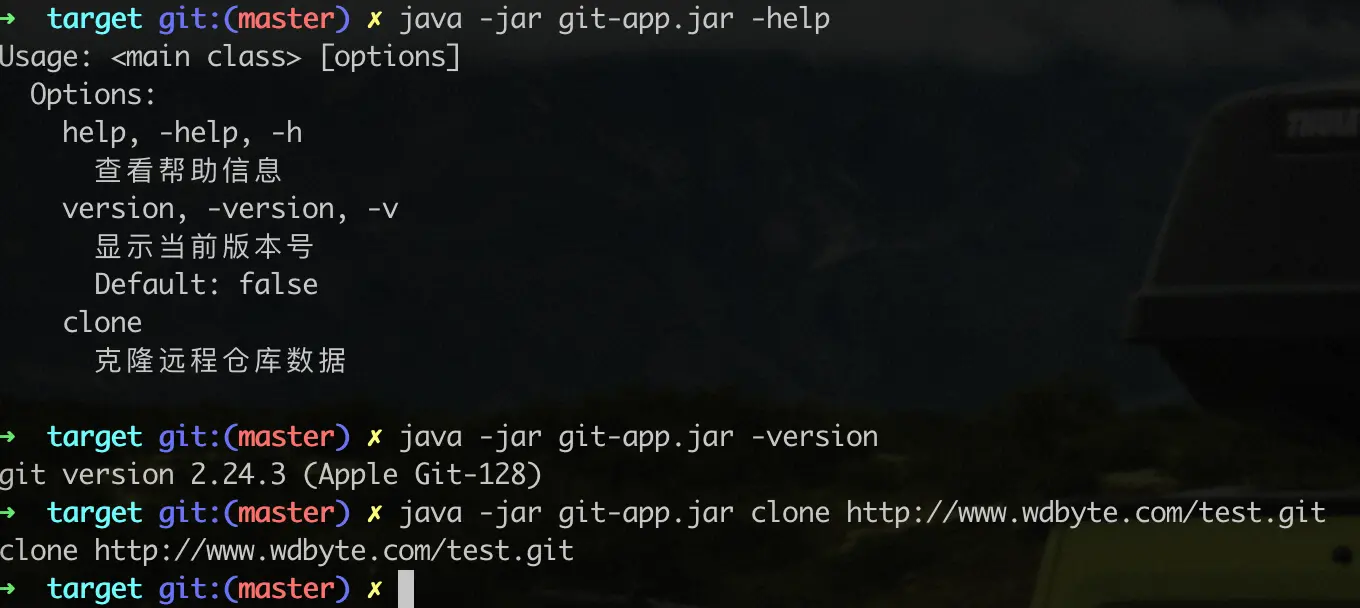 → target git:(master) ✗ java -jar git-app.jar -help
Usage: <main class> [options]
  Options:
    help, -help, -h
      查看帮助信息
    version, -version, -v
      显示当前版本号
      Default: false
    clone
      克隆远程仓库数据

→ target git:(master) ✗ java -jar git-app.jar -version
git version 2.24.3 (Apple Git-128)
→ target git:(master) ✗ java -jar git-app.jar clone http://www.wdbyte.com/test.git
clone http://www.wdbyte.com/test.git
→ target git:(master) ✗